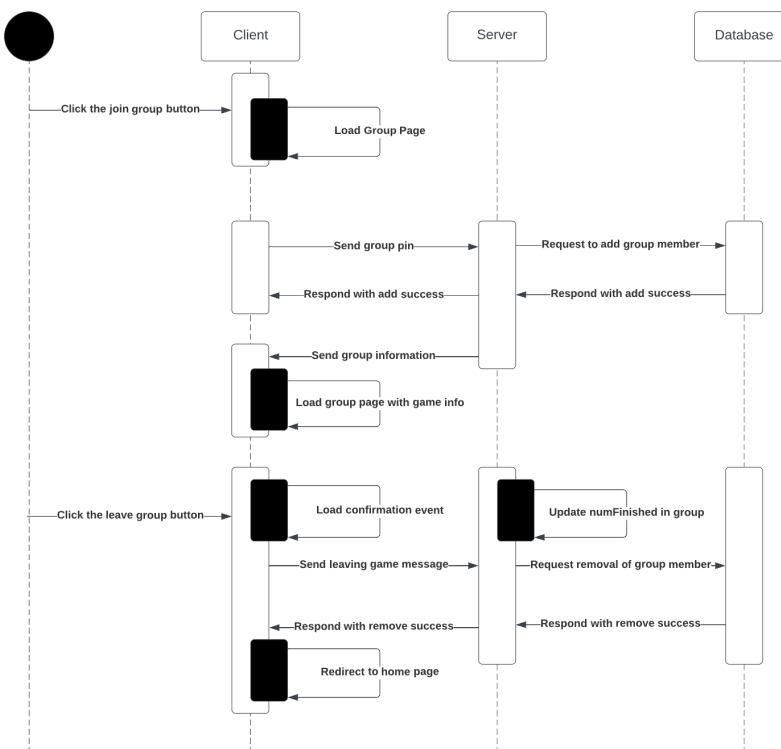 Client
Server
Database
Click the join group button
Load Group Page
Send group pin
Request to add group member
Respond with add success
Respond with add success
Send group information
Load group page with game info
Click the leave group button
Load confirmation event
Update numFinished in group
Send leaving game message
Request removal of group member
Respond with remove success
Respond with remove success
Redirect to home page